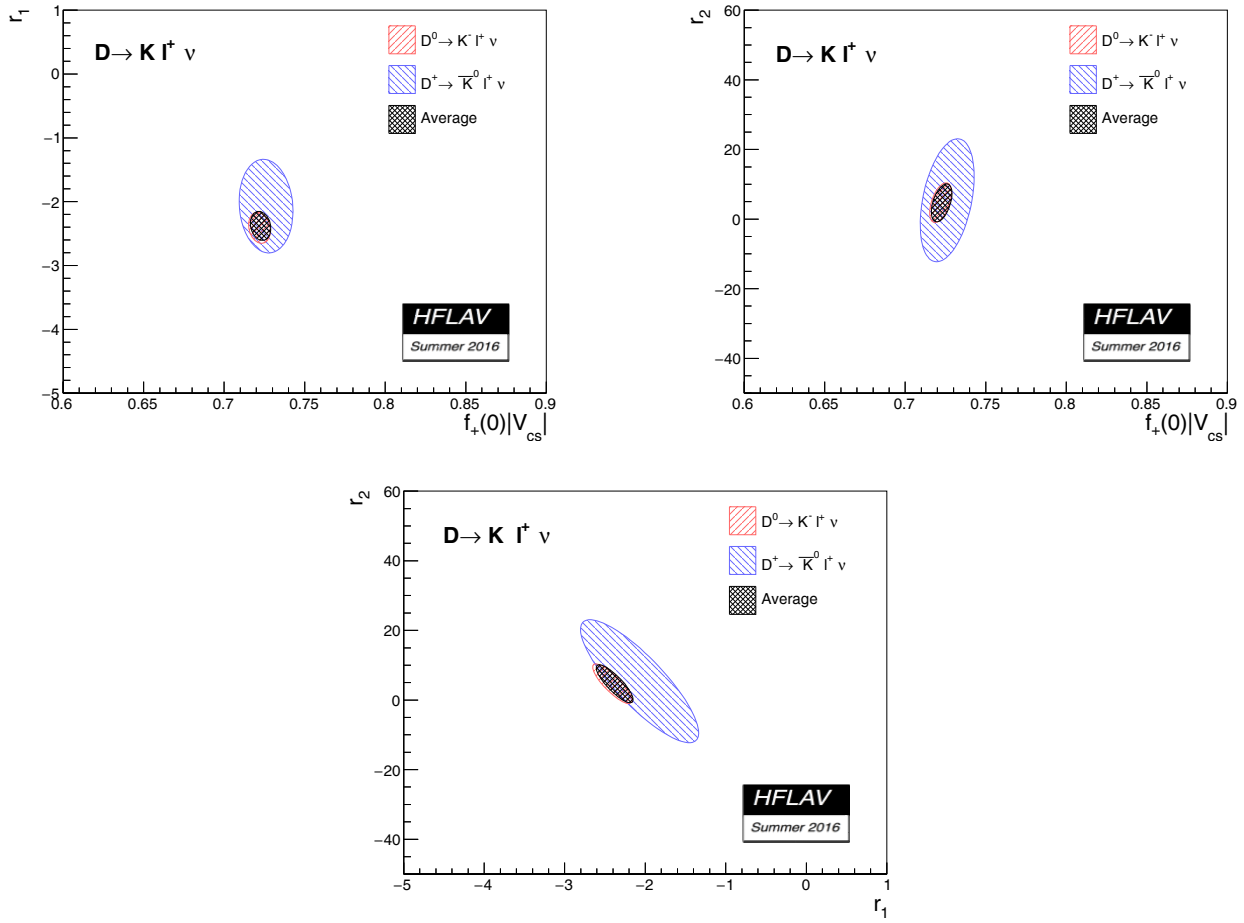 r₁
1
0
−1
−2
−3
−4
−5
D→ K l⁺ ν
D⁰→ K⁻ l⁺ ν
D⁺→ K̅⁰ l⁺ ν
Average
HFLAV
Summer 2016
0.6 0.65 0.7 0.75 0.8 0.85 0.9
f₊(0)|V_cs|
r₂
60
40
20
0
−20
−40
D→ K l⁺ ν
D⁰→ K⁻ l⁺ ν
D⁺→ K̅⁰ l⁺ ν
Average
HFLAV
Summer 2016
0.6 0.65 0.7 0.75 0.8 0.85 0.9
f₊(0)|V_cs|
r₂
60
40
20
0
−20
−40
D→ K l⁺ ν
D⁰→ K⁻ l⁺ ν
D⁺→ K̅⁰ l⁺ ν
Average
HFLAV
Summer 2016
−5 −4 −3 −2 −1 0 1
r₁